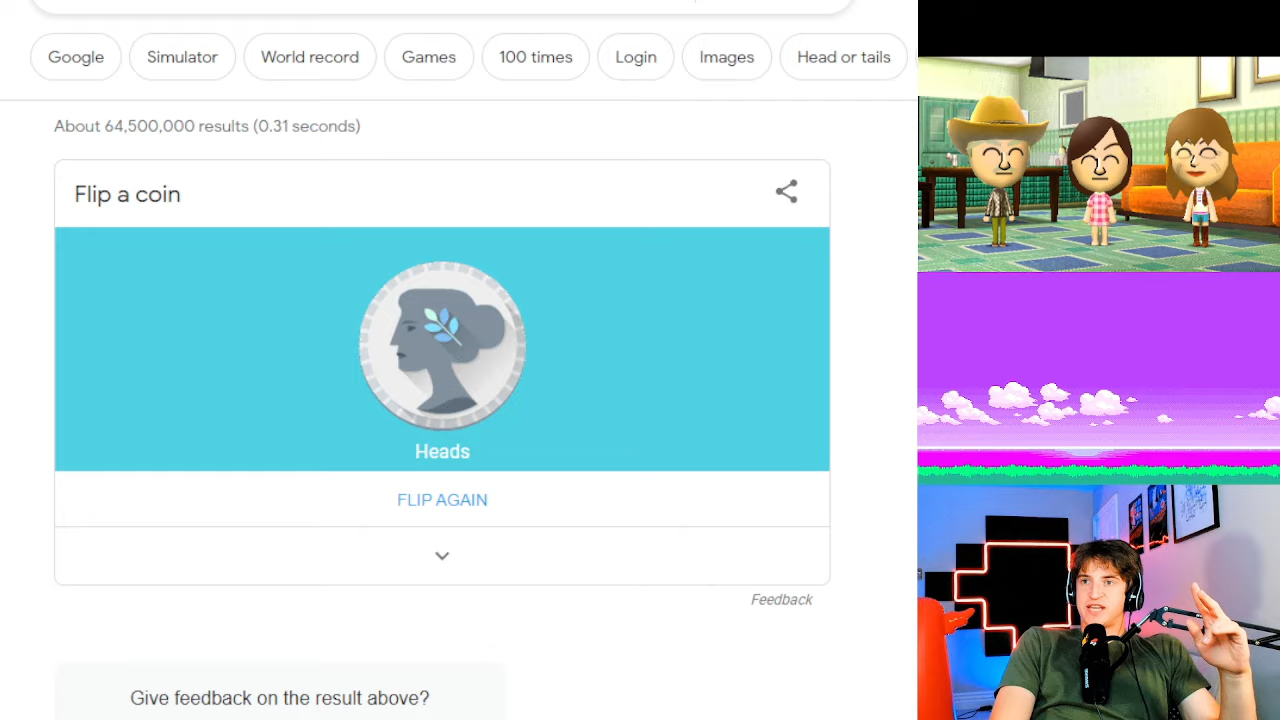 Google
Simulator
World record
Games
100 times
Login
Images
Head or tails
About 64,500,000 results (0.31 seconds)
Flip a coin
Heads
FLIP AGAIN
Feedback
Give feedback on the result above?